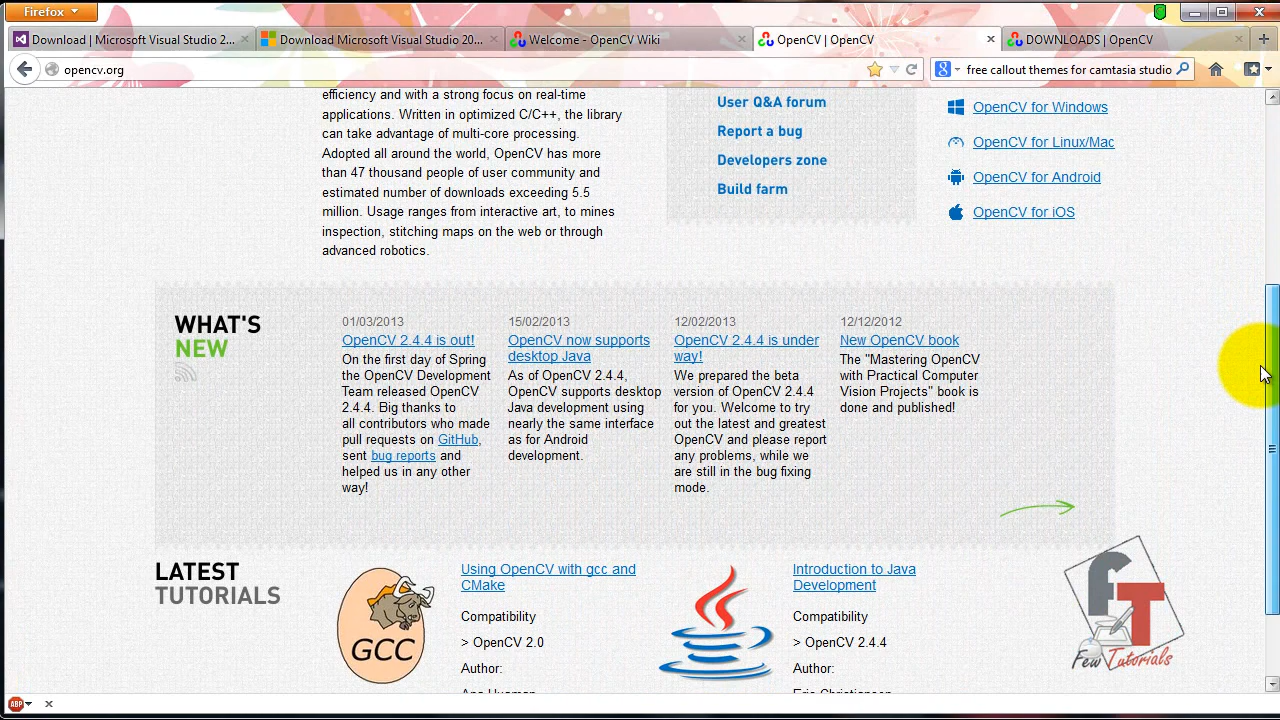 Firefox
Download | Microsoft Visual Studio 2...
Download Microsoft Visual Studio 20...
Welcome - OpenCV Wiki
OpenCV | OpenCV
DOWNLOADS | OpenCV
opencv.org
free callout themes for camtasia studio
efficiency and with a strong focus on real-time
applications. Written in optimized C/C++, the library
can take advantage of multi-core processing.
Adopted all around the world, OpenCV has more
than 47 thousand people of user community and
estimated number of downloads exceeding 5.5
million. Usage ranges from interactive art, to mines
inspection, stitching maps on the web or through
advanced robotics.
User Q&A forum
Report a bug
Developers zone
Build farm
OpenCV for Windows
OpenCV for Linux/Mac
OpenCV for Android
OpenCV for iOS
WHAT'S
NEW
01/03/2013
OpenCV 2.4.4 is out!
On the first day of Spring
the OpenCV Development
Team released OpenCV
2.4.4. Big thanks to
all contributors who made
pull requests on GitHub,
sent bug reports and
helped us in any other
way!
15/02/2013
OpenCV now supports
desktop Java
As of OpenCV 2.4.4,
OpenCV supports desktop
Java development using
nearly the same interface
as for Android
development.
12/02/2013
OpenCV 2.4.4 is under
way!
We prepared the beta
version of OpenCV 2.4.4
for you. Welcome to try
out the latest and greatest
OpenCV and please report
any problems, while we
are still in the bug fixing
mode.
12/12/2012
New OpenCV book
The "Mastering OpenCV
with Practical Computer
Vision Projects" book is
done and published!
LATEST
TUTORIALS
GCC
Using OpenCV with gcc and
CMake
Compatibility
> OpenCV 2.0
Author:
Introduction to Java
Development
Compatibility
> OpenCV 2.4.4
Author:
fT
Few Tutorials
ABP